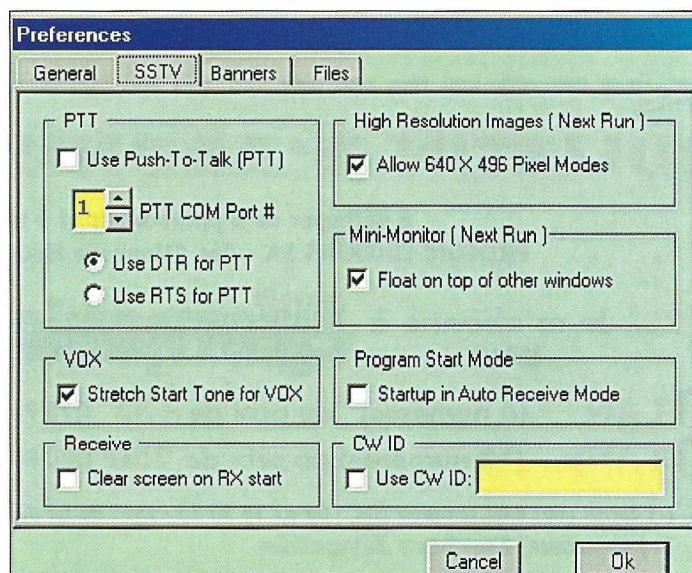 Preferences
General
SSTV
Banners
Files
PTT
Use Push-To-Talk (PTT)
1
PTT COM Port #
Use DTR for PTT
Use RTS for PTT
High Resolution Images ( Next Run )
Allow 640 X 496 Pixel Modes
Mini-Monitor ( Next Run )
Float on top of other windows
VOX
Stretch Start Tone for VOX
Program Start Mode
Startup in Auto Receive Mode
Receive
Clear screen on RX start
CW ID
Use CW ID:
Cancel
Ok